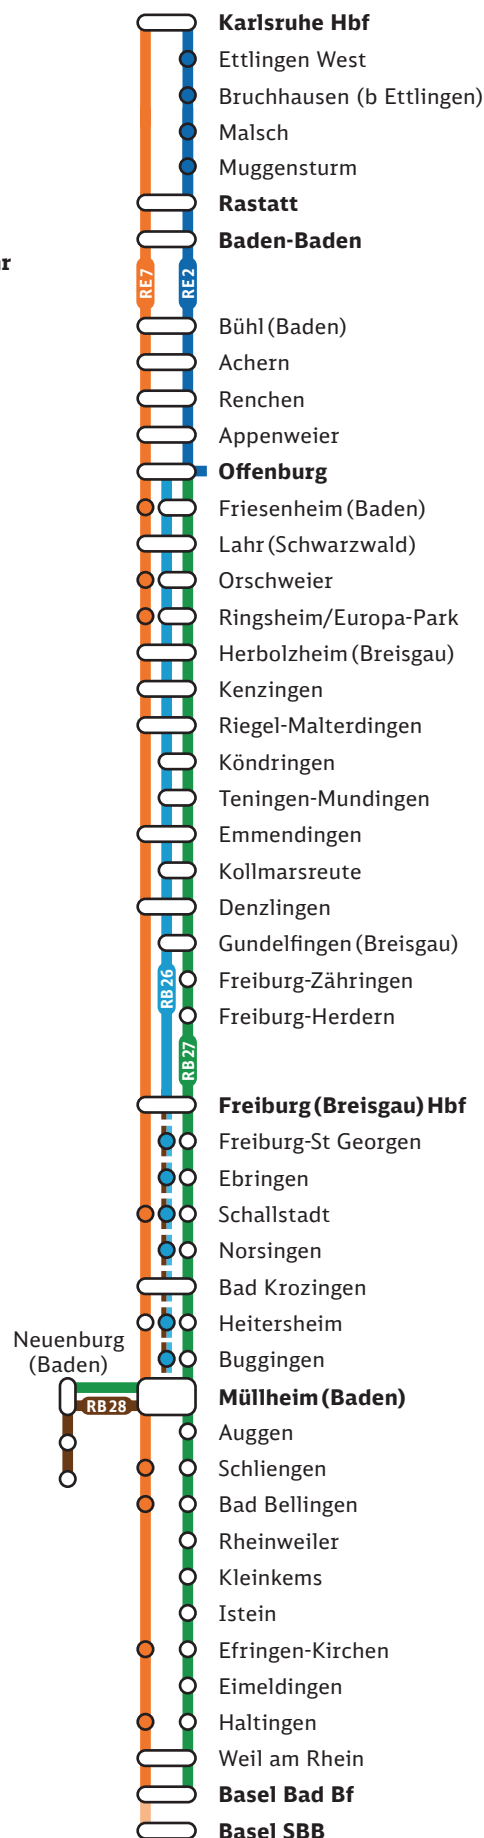 Karlsruhe Hbf
Ettlingen West
Bruchhausen (b Ettlingen)
Malsch
Muggensturm
Rastatt
Baden-Baden
r
RE 7
RE 2
Bühl (Baden)
Achern
Renchen
Appenweier
Offenburg
Friesenheim (Baden)
Lahr (Schwarzwald)
Orschweier
Ringsheim/Europa-Park
Herbolzheim (Breisgau)
Kenzingen
Riegel-Malterdingen
Köndringen
Teningen-Mundingen
Emmendingen
Kollmarsreute
Denzlingen
Gundelfingen (Breisgau)
RB 26
Freiburg-Zähringen
Freiburg-Herdern
RB 27
Freiburg (Breisgau) Hbf
Freiburg-St Georgen
Ebringen
Schallstadt
Norsingen
Bad Krozingen
Heitersheim
Neuenburg
(Baden)
Buggingen
Müllheim (Baden)
RB 28
Auggen
Schliengen
Bad Bellingen
Rheinweiler
Kleinkems
Istein
Efringen-Kirchen
Eimeldingen
Haltingen
Weil am Rhein
Basel Bad Bf
Basel SBB